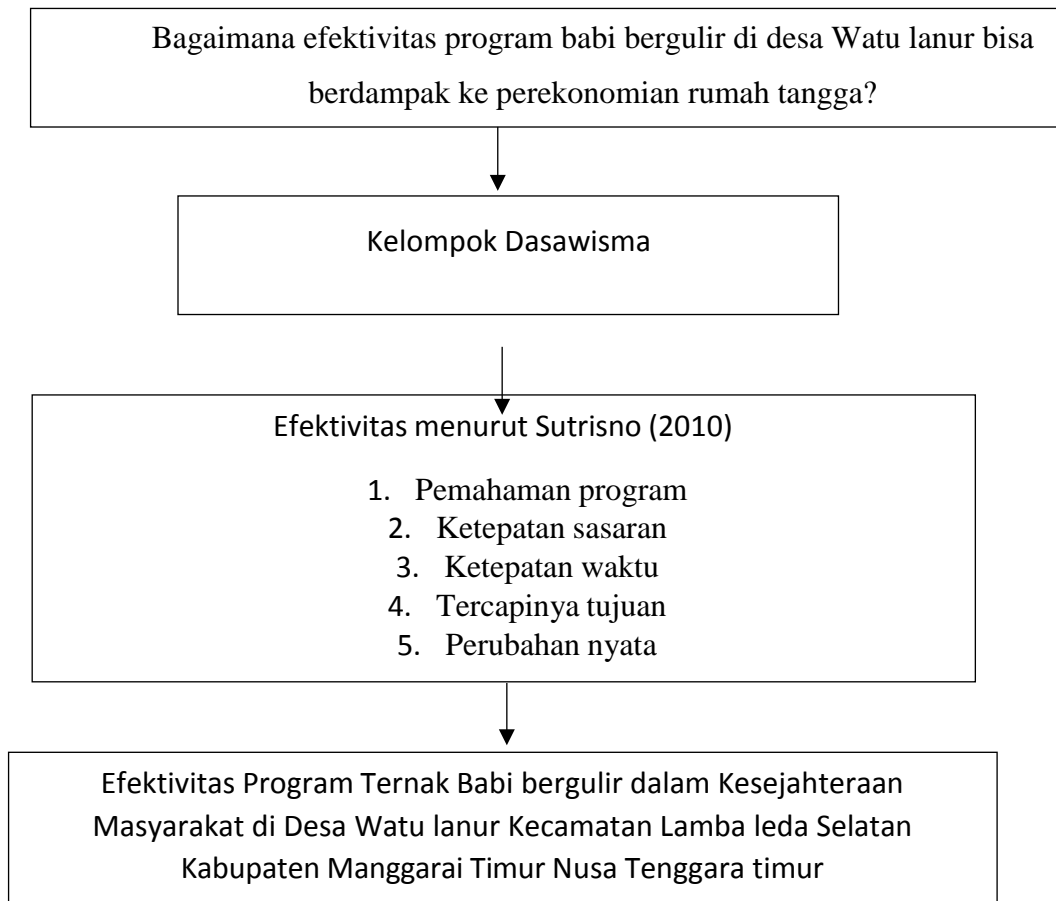 Bagaimana efektivitas program babi bergulir di desa Watu lanur bisa
berdampak ke perekonomian rumah tangga?
Kelompok Dasawisma
Efektivitas menurut Sutrisno (2010)
1. Pemahaman program
2. Ketepatan sasaran
3. Ketepatan waktu
4. Tercapinya tujuan
5. Perubahan nyata
Efektivitas Program Ternak Babi bergulir dalam Kesejahteraan
Masyarakat di Desa Watu lanur Kecamatan Lamba leda Selatan
Kabupaten Manggarai Timur Nusa Tenggara timur